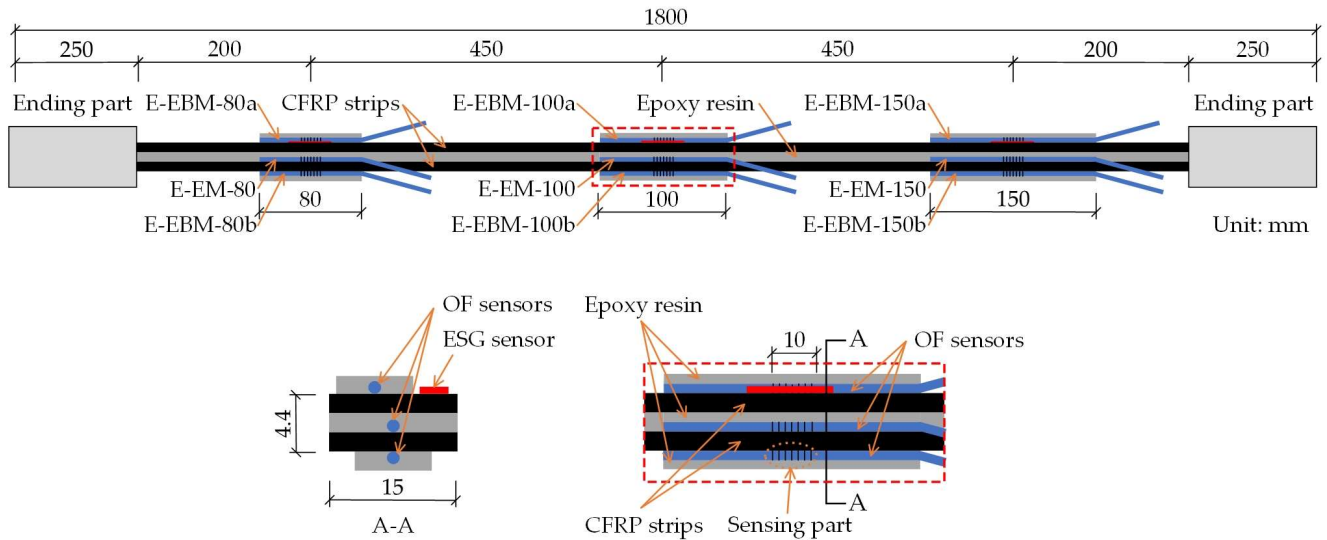 1800
250 200 450 450 200 250
Ending part E-EBM-80a CFRP strips E-EBM-100a Epoxy resin E-EBM-150a Ending part
E-EM-80 E-EM-100 E-EM-150
80 100 150
E-EBM-80b E-EBM-100b E-EBM-150b Unit: mm
OF sensors Epoxy resin
ESG sensor 10 A OF sensors
4.4
15 A
A-A CFRP strips Sensing part